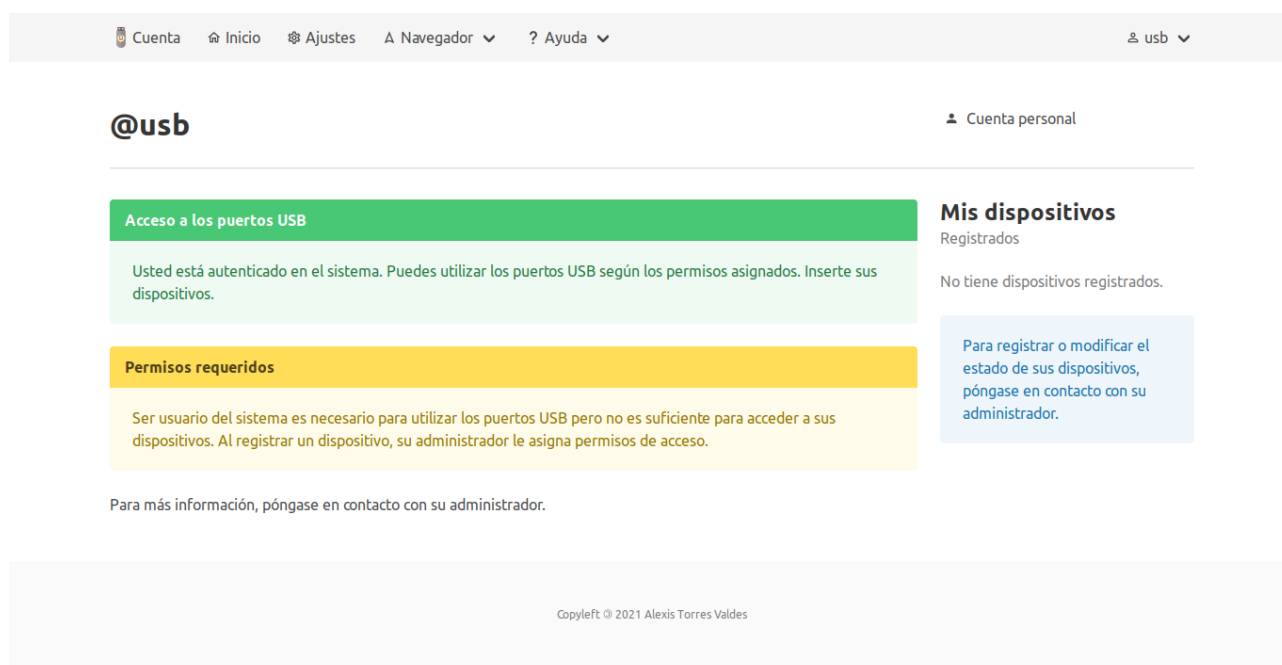 Cuenta Inicio Ajustes Navegador ? Ayuda usb
@usb
Cuenta personal
Acceso a los puertos USB
Usted está autenticado en el sistema. Puedes utilizar los puertos USB según los permisos asignados. Inserte sus
dispositivos.
Permisos requeridos
Ser usuario del sistema es necesario para utilizar los puertos USB pero no es suficiente para acceder a sus
dispositivos. Al registrar un dispositivo, su administrador le asigna permisos de acceso.
Para más información, póngase en contacto con su administrador.
Mis dispositivos
Registrados
No tiene dispositivos registrados.
Para registrar o modificar el
estado de sus dispositivos,
póngase en contacto con su
administrador.
Copyleft 🄯 2021 Alexis Torres Valdes